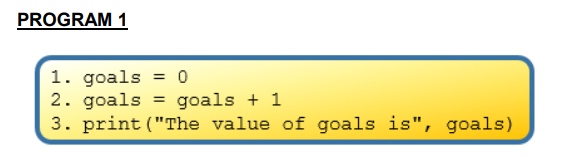 PROGRAM 1
1. goals = 0
2. goals = goals + 1
3. print("The value of goals is", goals)